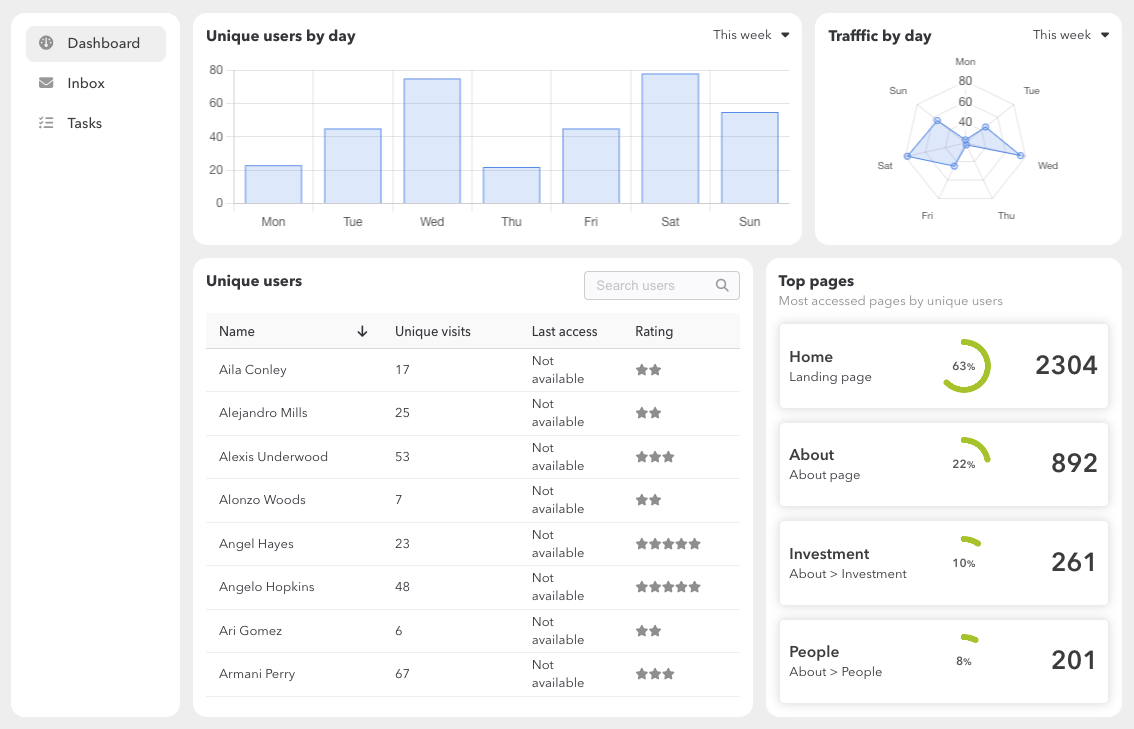 Dashboard
Inbox
Tasks
Unique users by day
This week
80
60
40
20
0
Mon
Tue
Wed
Thu
Fri
Sat
Sun
Trafffic by day
This week
Mon
80
60
40
Sun
Tue
Sat
Wed
Fri
Thu
Unique users
Search users
Name
Unique visits
Last access
Rating
Aila Conley
17
Not
available
Alejandro Mills
25
Not
available
Alexis Underwood
53
Not
available
Alonzo Woods
7
Not
available
Angel Hayes
23
Not
available
Angelo Hopkins
48
Not
available
Ari Gomez
6
Not
available
Armani Perry
67
Not
available
Top pages
Most accessed pages by unique users
Home
Landing page
63%
2304
About
About page
22%
892
Investment
About > Investment
10%
261
People
About > People
8%
201